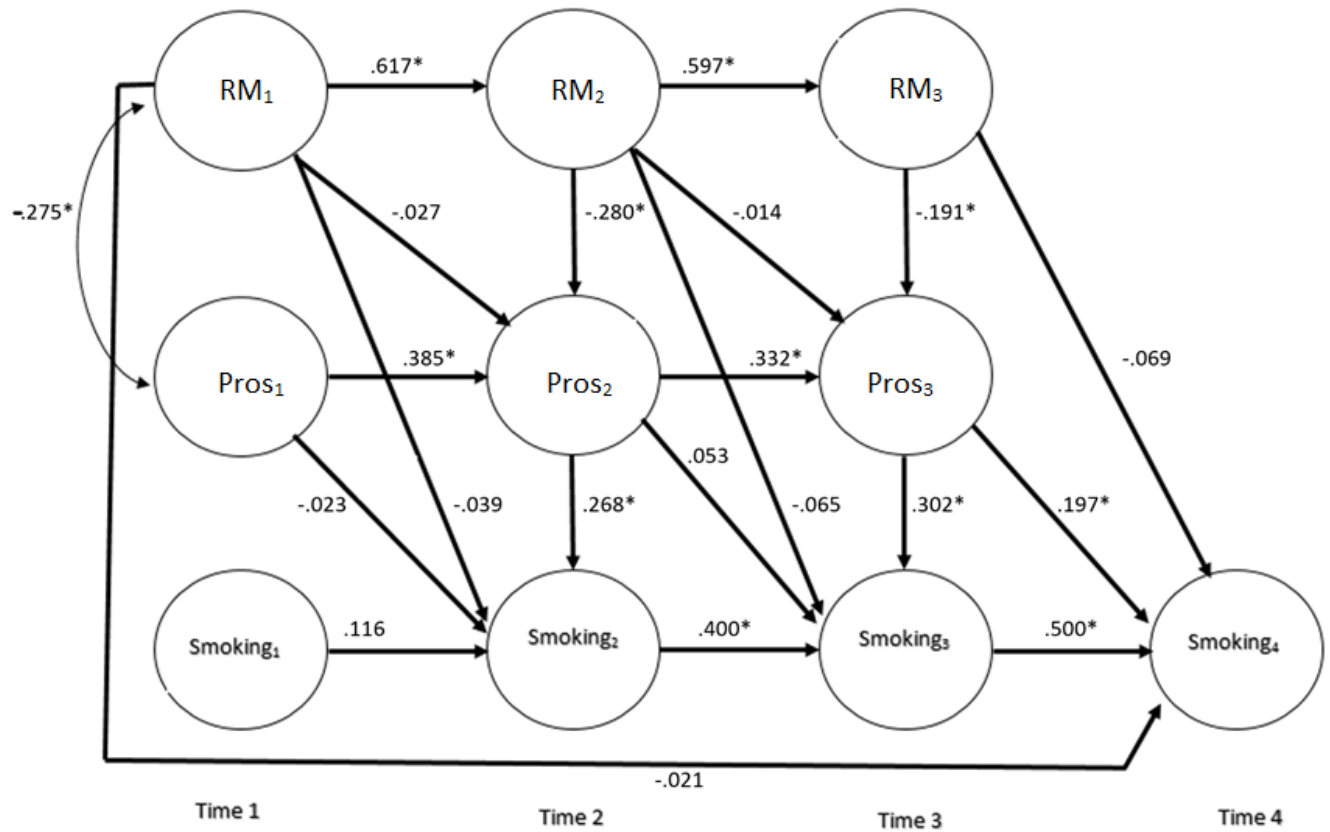 .617*
.597*
RM₁
RM₂
RM₃
-.275*
-.027
-.280*
-.014
-.191*
-.069
.385*
.332*
Pros₁
Pros₂
Pros₃
.053
-.023
-.039
.268*
-.065
.302*
.197*
.116
.400*
.500*
Smoking₁
Smoking₂
Smoking₃
Smoking₄
-.021
Time 1
Time 2
Time 3
Time 4